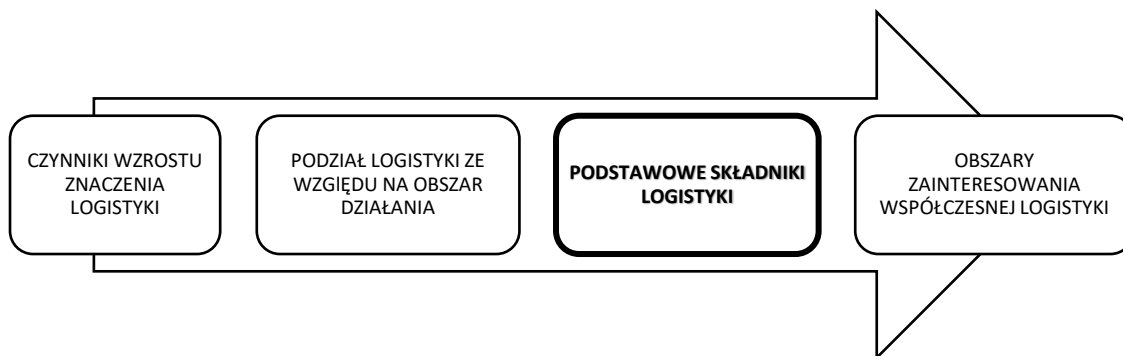 CZYNNIKI WZROSTU
ZNACZENIA
LOGISTYKI
PODZIAŁ LOGISTYKI ZE
WZGlĘDU NA OBSZAR
DZIAŁANIA
PODSTAWOWE SKŁADNIKI
LOGISTYKI
OBSZARY
ZAINTERESOWANIA
WSPÓŁCZESNEJ LOGISTYKI